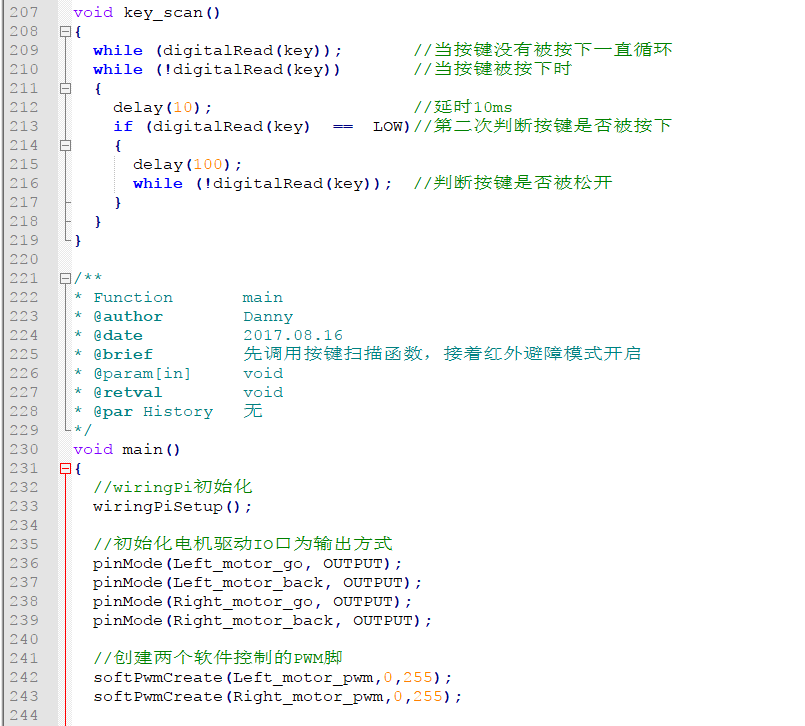 207 void key_scan()
208 {
209   while (digitalRead(key));       //当按键没有被按下一直循环
210   while (!digitalRead(key))       //当按键被按下时
211   {
212     delay(10);                    //延时10ms
213     if (digitalRead(key)  ==  LOW)//第二次判断按键是否被按下
214     {
215       delay(100);
216       while (!digitalRead(key));  //判断按键是否被松开
217     }
218   }
219 }
220
221 /**
222 * Function       main
223 * @author        Danny
224 * @date          2017.08.16
225 * @brief         先调用按键扫描函数，接着红外避障模式开启
226 * @param[in]     void
227 * @retval        void
228 * @par History   无
229 */
230 void main()
231 {
232   //wiringPi初始化
233   wiringPiSetup();
234
235   //初始化电机驱动IO口为输出方式
236   pinMode(Left_motor_go, OUTPUT);
237   pinMode(Left_motor_back, OUTPUT);
238   pinMode(Right_motor_go, OUTPUT);
239   pinMode(Right_motor_back, OUTPUT);
240
241   //创建两个软件控制的PWM脚
242   softPwmCreate(Left_motor_pwm,0,255);
243   softPwmCreate(Right_motor_pwm,0,255);
244